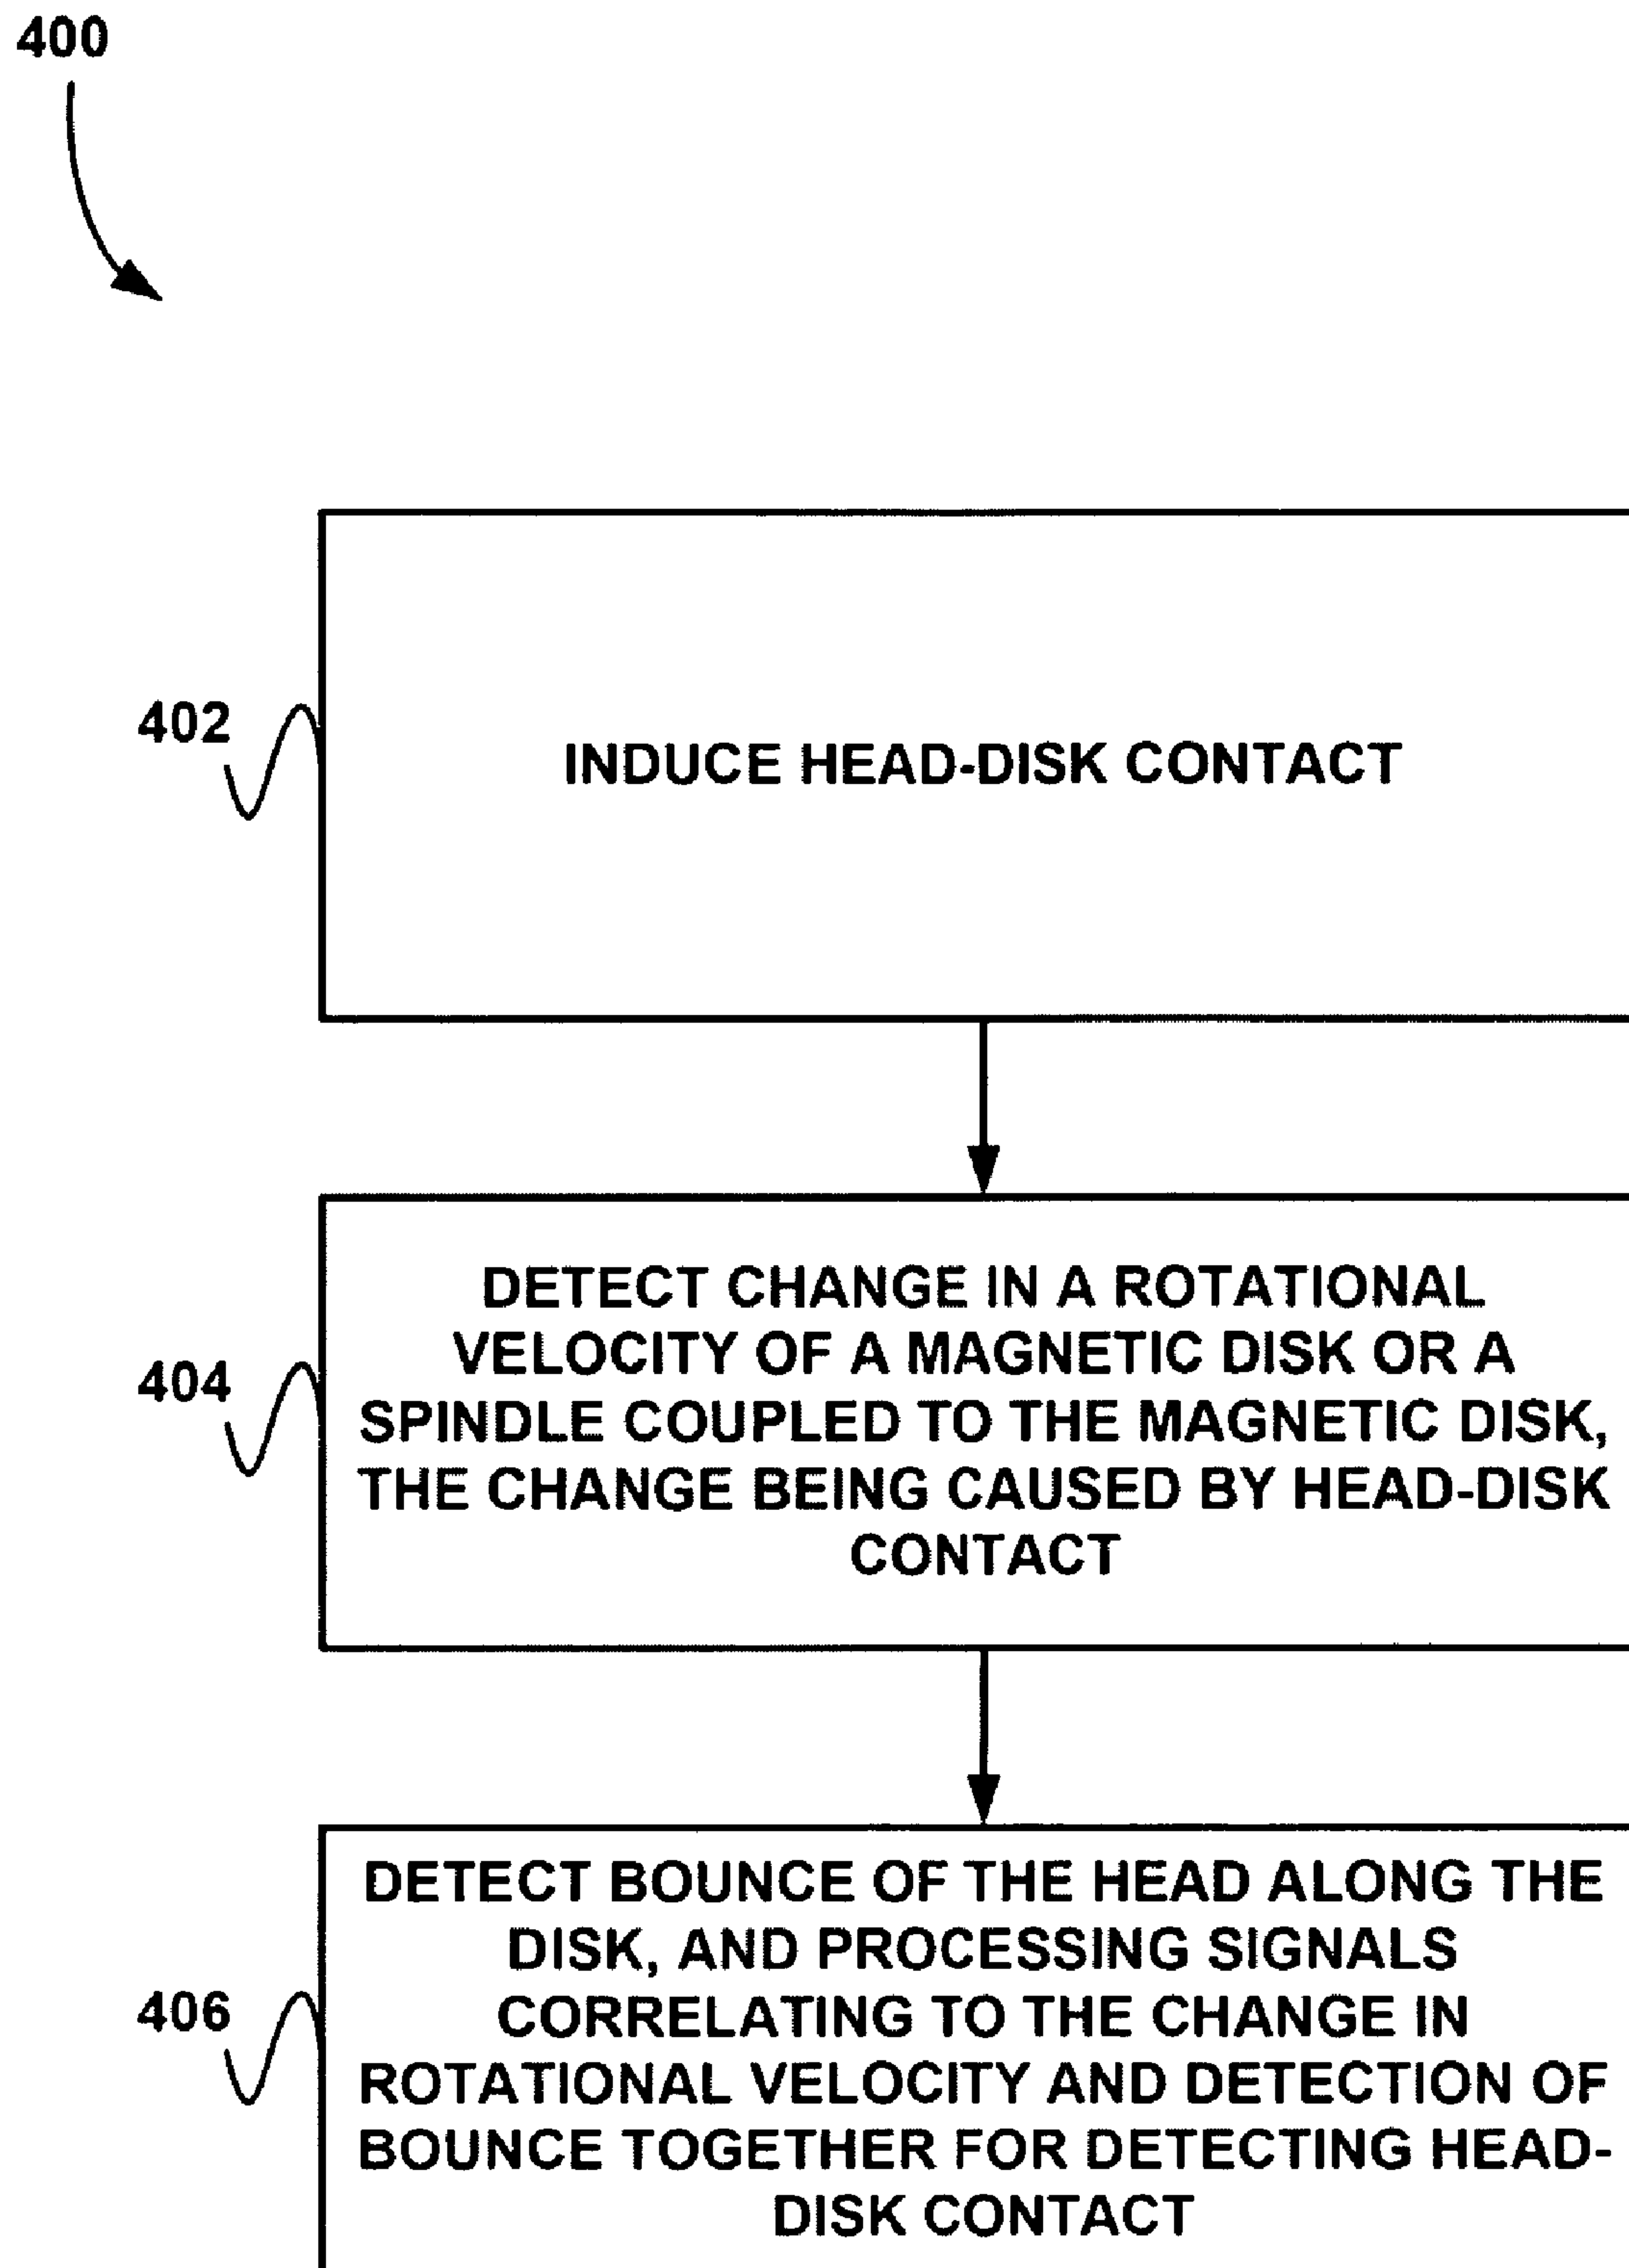 400
402
INDUCE HEAD-DISK CONTACT
404
DETECT CHANGE IN A ROTATIONAL
VELOCITY OF A MAGNETIC DISK OR A
SPINDLE COUPLED TO THE MAGNETIC DISK,
THE CHANGE BEING CAUSED BY HEAD-DISK
CONTACT
406
DETECT BOUNCE OF THE HEAD ALONG THE
DISK, AND PROCESSING SIGNALS
CORRELATING TO THE CHANGE IN
ROTATIONAL VELOCITY AND DETECTION OF
BOUNCE TOGETHER FOR DETECTING HEAD-
DISK CONTACT